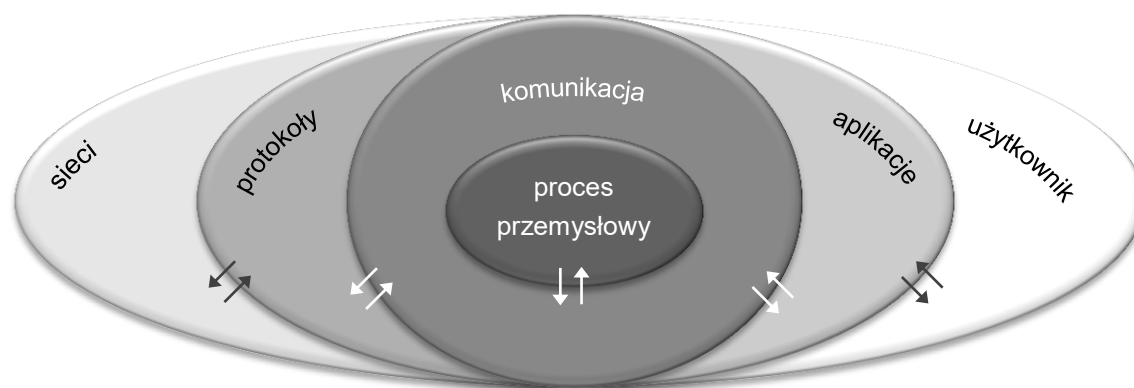 sieci
protokoły
komunikacja
proces
przemysłowy
aplikacje
użytkownik